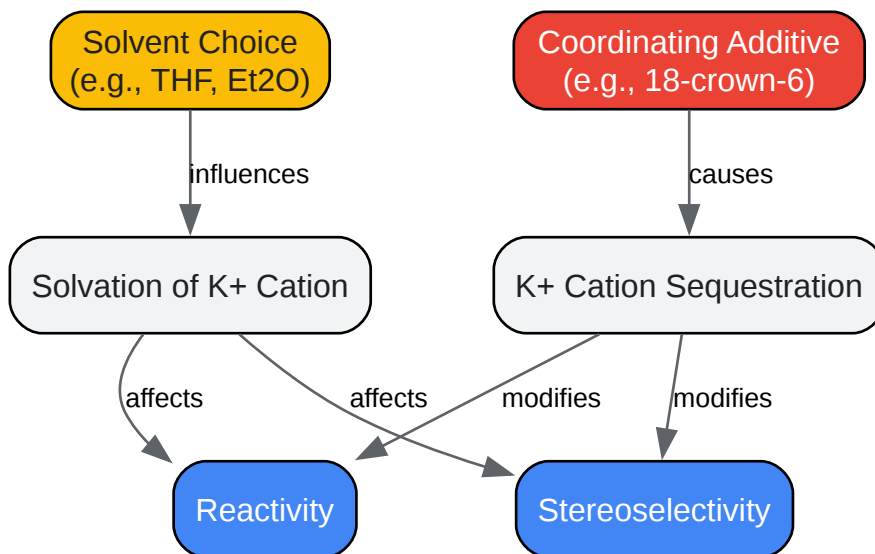 Solvent Choice
(e.g., THF, Et2O)
Coordinating Additive
(e.g., 18-crown-6)
influences
causes
Solvation of K+ Cation
K+ Cation Sequestration
affects
affects
modifies
modifies
Reactivity
Stereoselectivity